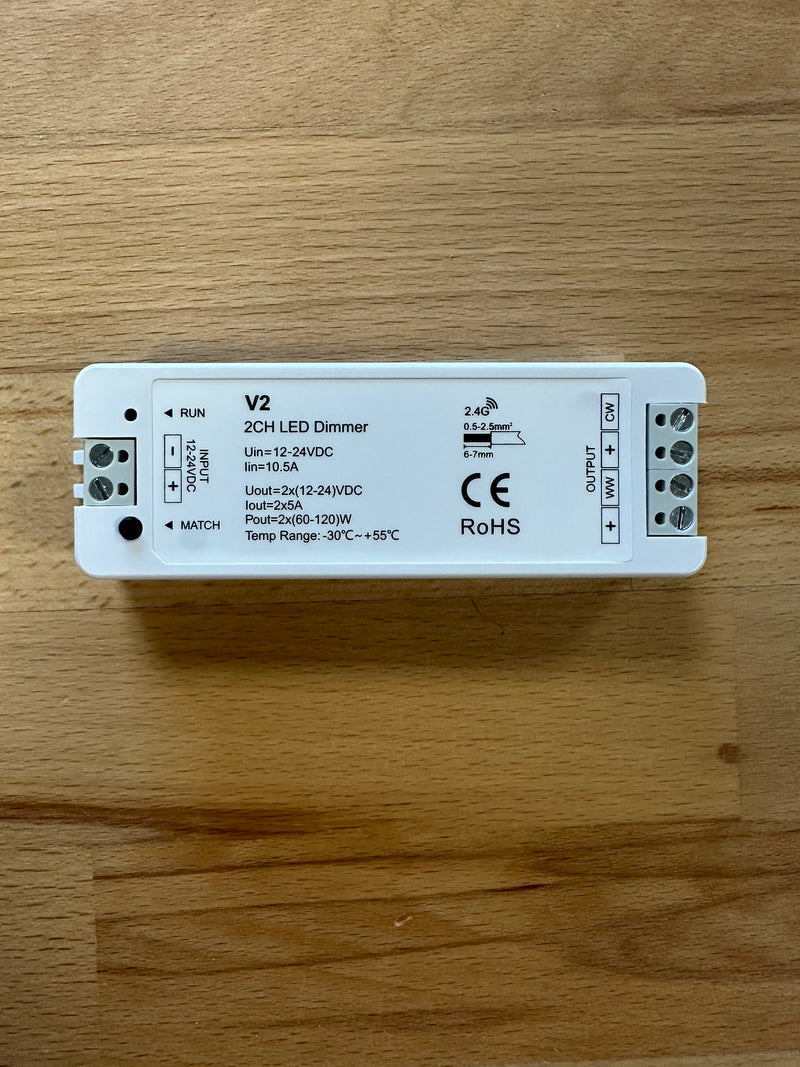 RUN
INPUT
12-24VDC
-
+
MATCH
V2
2CH LED Dimmer
Uin=12-24VDC
Iin=10.5A
Uout=2x(12-24)VDC
Iout=2x5A
Pout=2x(60-120)W
Temp Range: -30℃~+55℃
2.4G
0.5-2.5mm²
6-7mm
CE
RoHS
OUTPUT
CW
+
WW
+